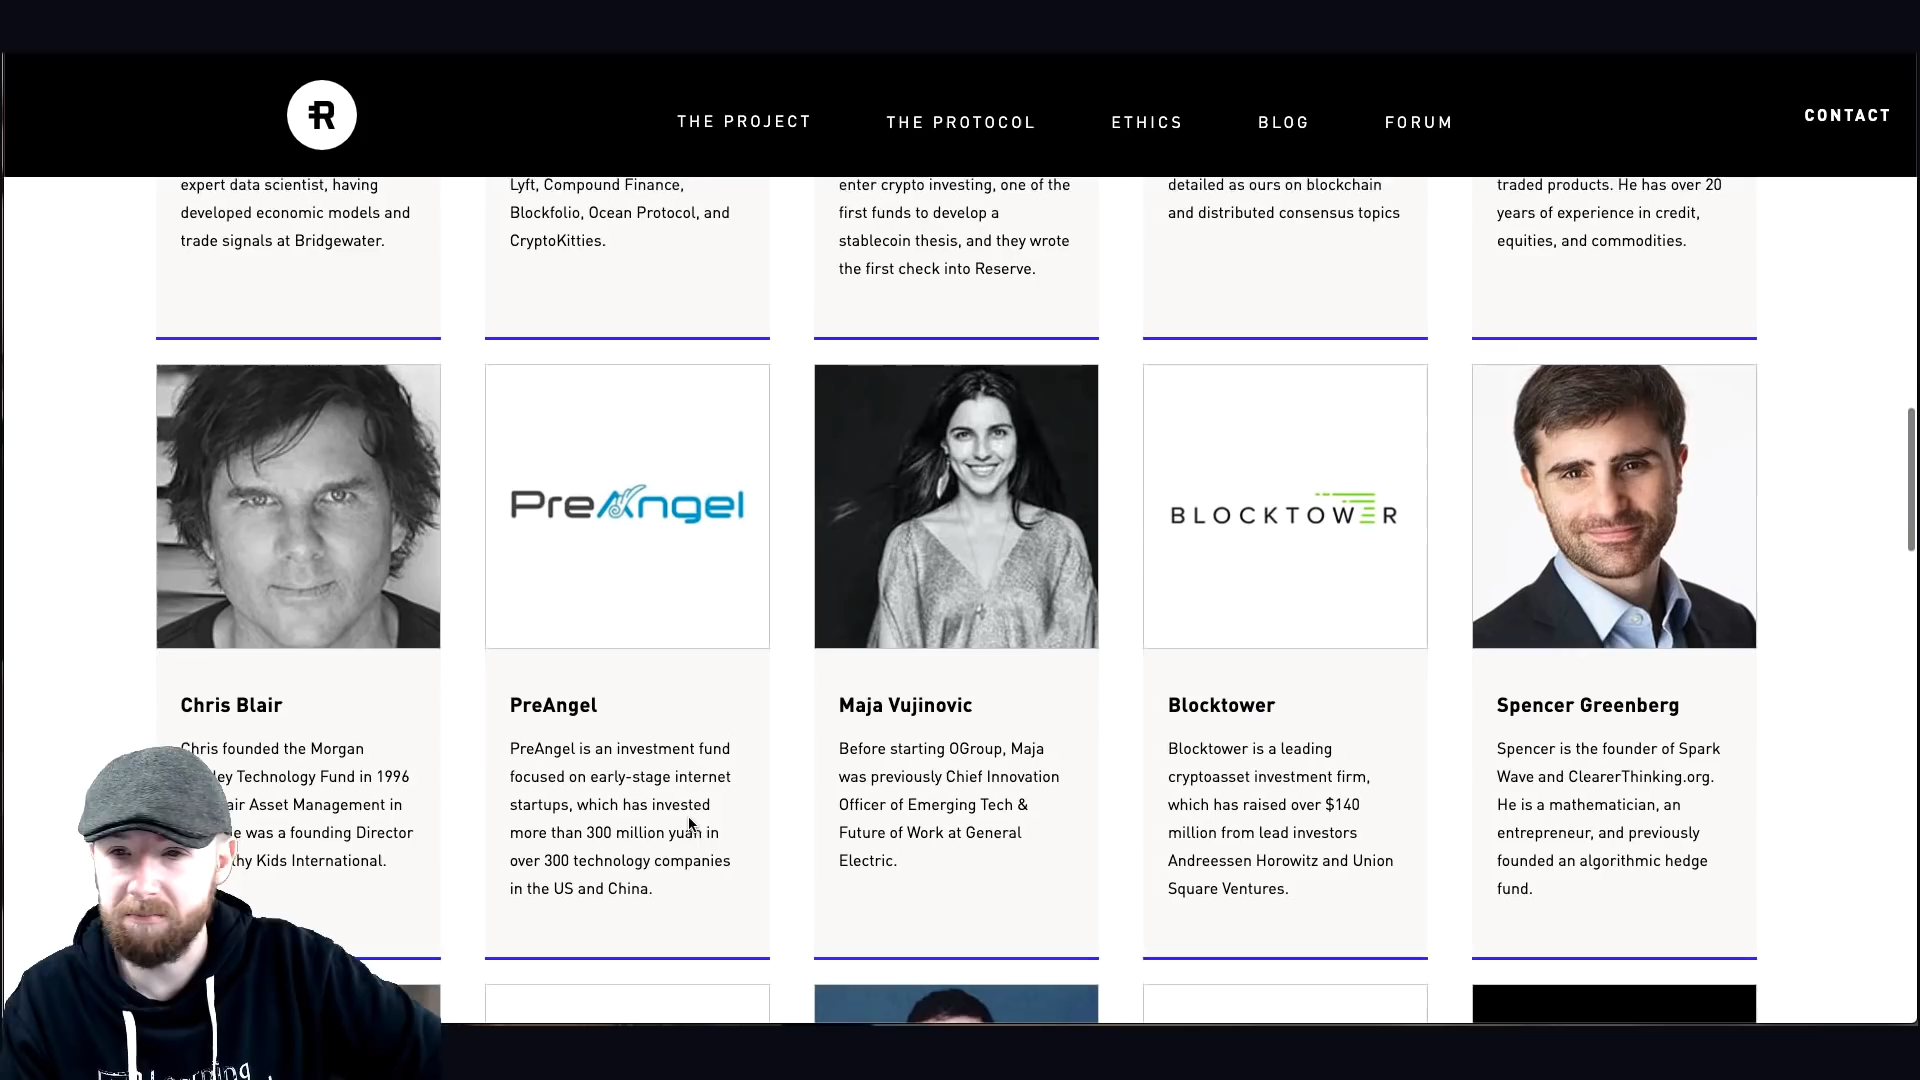 THE PROJECT
THE PROTOCOL
ETHICS
BLOG
FORUM
CONTACT
expert data scientist, having
developed economic models and
trade signals at Bridgewater.
Lyft, Compound Finance,
Blockfolio, Ocean Protocol, and
CryptoKitties.
enter crypto investing, one of the
first funds to develop a
stablecoin thesis, and they wrote
the first check into Reserve.
detailed as ours on blockchain
and distributed consensus topics
traded products. He has over 20
years of experience in credit,
equities, and commodities.
PreAngel
BLOCKTOWER
Chris Blair
Chris founded the Morgan
Technology Fund in 1996
Asset Management in
was a founding Director
Kids International.
PreAngel
PreAngel is an investment fund
focused on early-stage internet
startups, which has invested
more than 300 million yuan in
over 300 technology companies
in the US and China.
Maja Vujinovic
Before starting OGroup, Maja
was previously Chief Innovation
Officer of Emerging Tech &
Future of Work at General
Electric.
Blocktower
Blocktower is a leading
cryptoasset investment firm,
which has raised over $140
million from lead investors
Andreessen Horowitz and Union
Square Ventures.
Spencer Greenberg
Spencer is the founder of Spark
Wave and ClearerThinking.org.
He is a mathematician, an
entrepreneur, and previously
founded an algorithmic hedge
fund.